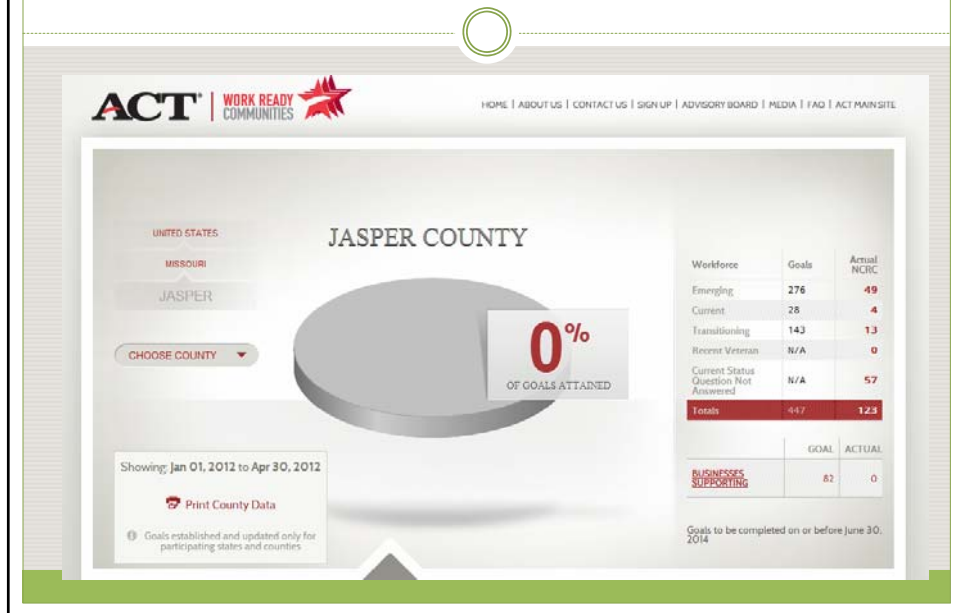 ACT® | WORK READY COMMUNITIES
HOME | ABOUT US | CONTACT US | SIGN UP | ADVISORY BOARD | MEDIA | FAQ | ACT MAIN SITE
UNITED STATES
MISSOURI
JASPER
CHOOSE COUNTY
JASPER COUNTY
0%
OF GOALS ATTAINED
Workforce Goals Actual NCRC
Emerging 276 49
Current 28 4
Transitioning 143 13
Recent Veteran N/A 0
Current Status Question Not Answered N/A 57
Totals 447 123
GOAL ACTUAL
BUSINESSES SUPPORTING 82 0
Goals to be completed on or before June 30,
2014
Showing: Jan 01, 2012 to Apr 30, 2012
Print County Data
Goals established and updated only for
participating states and counties